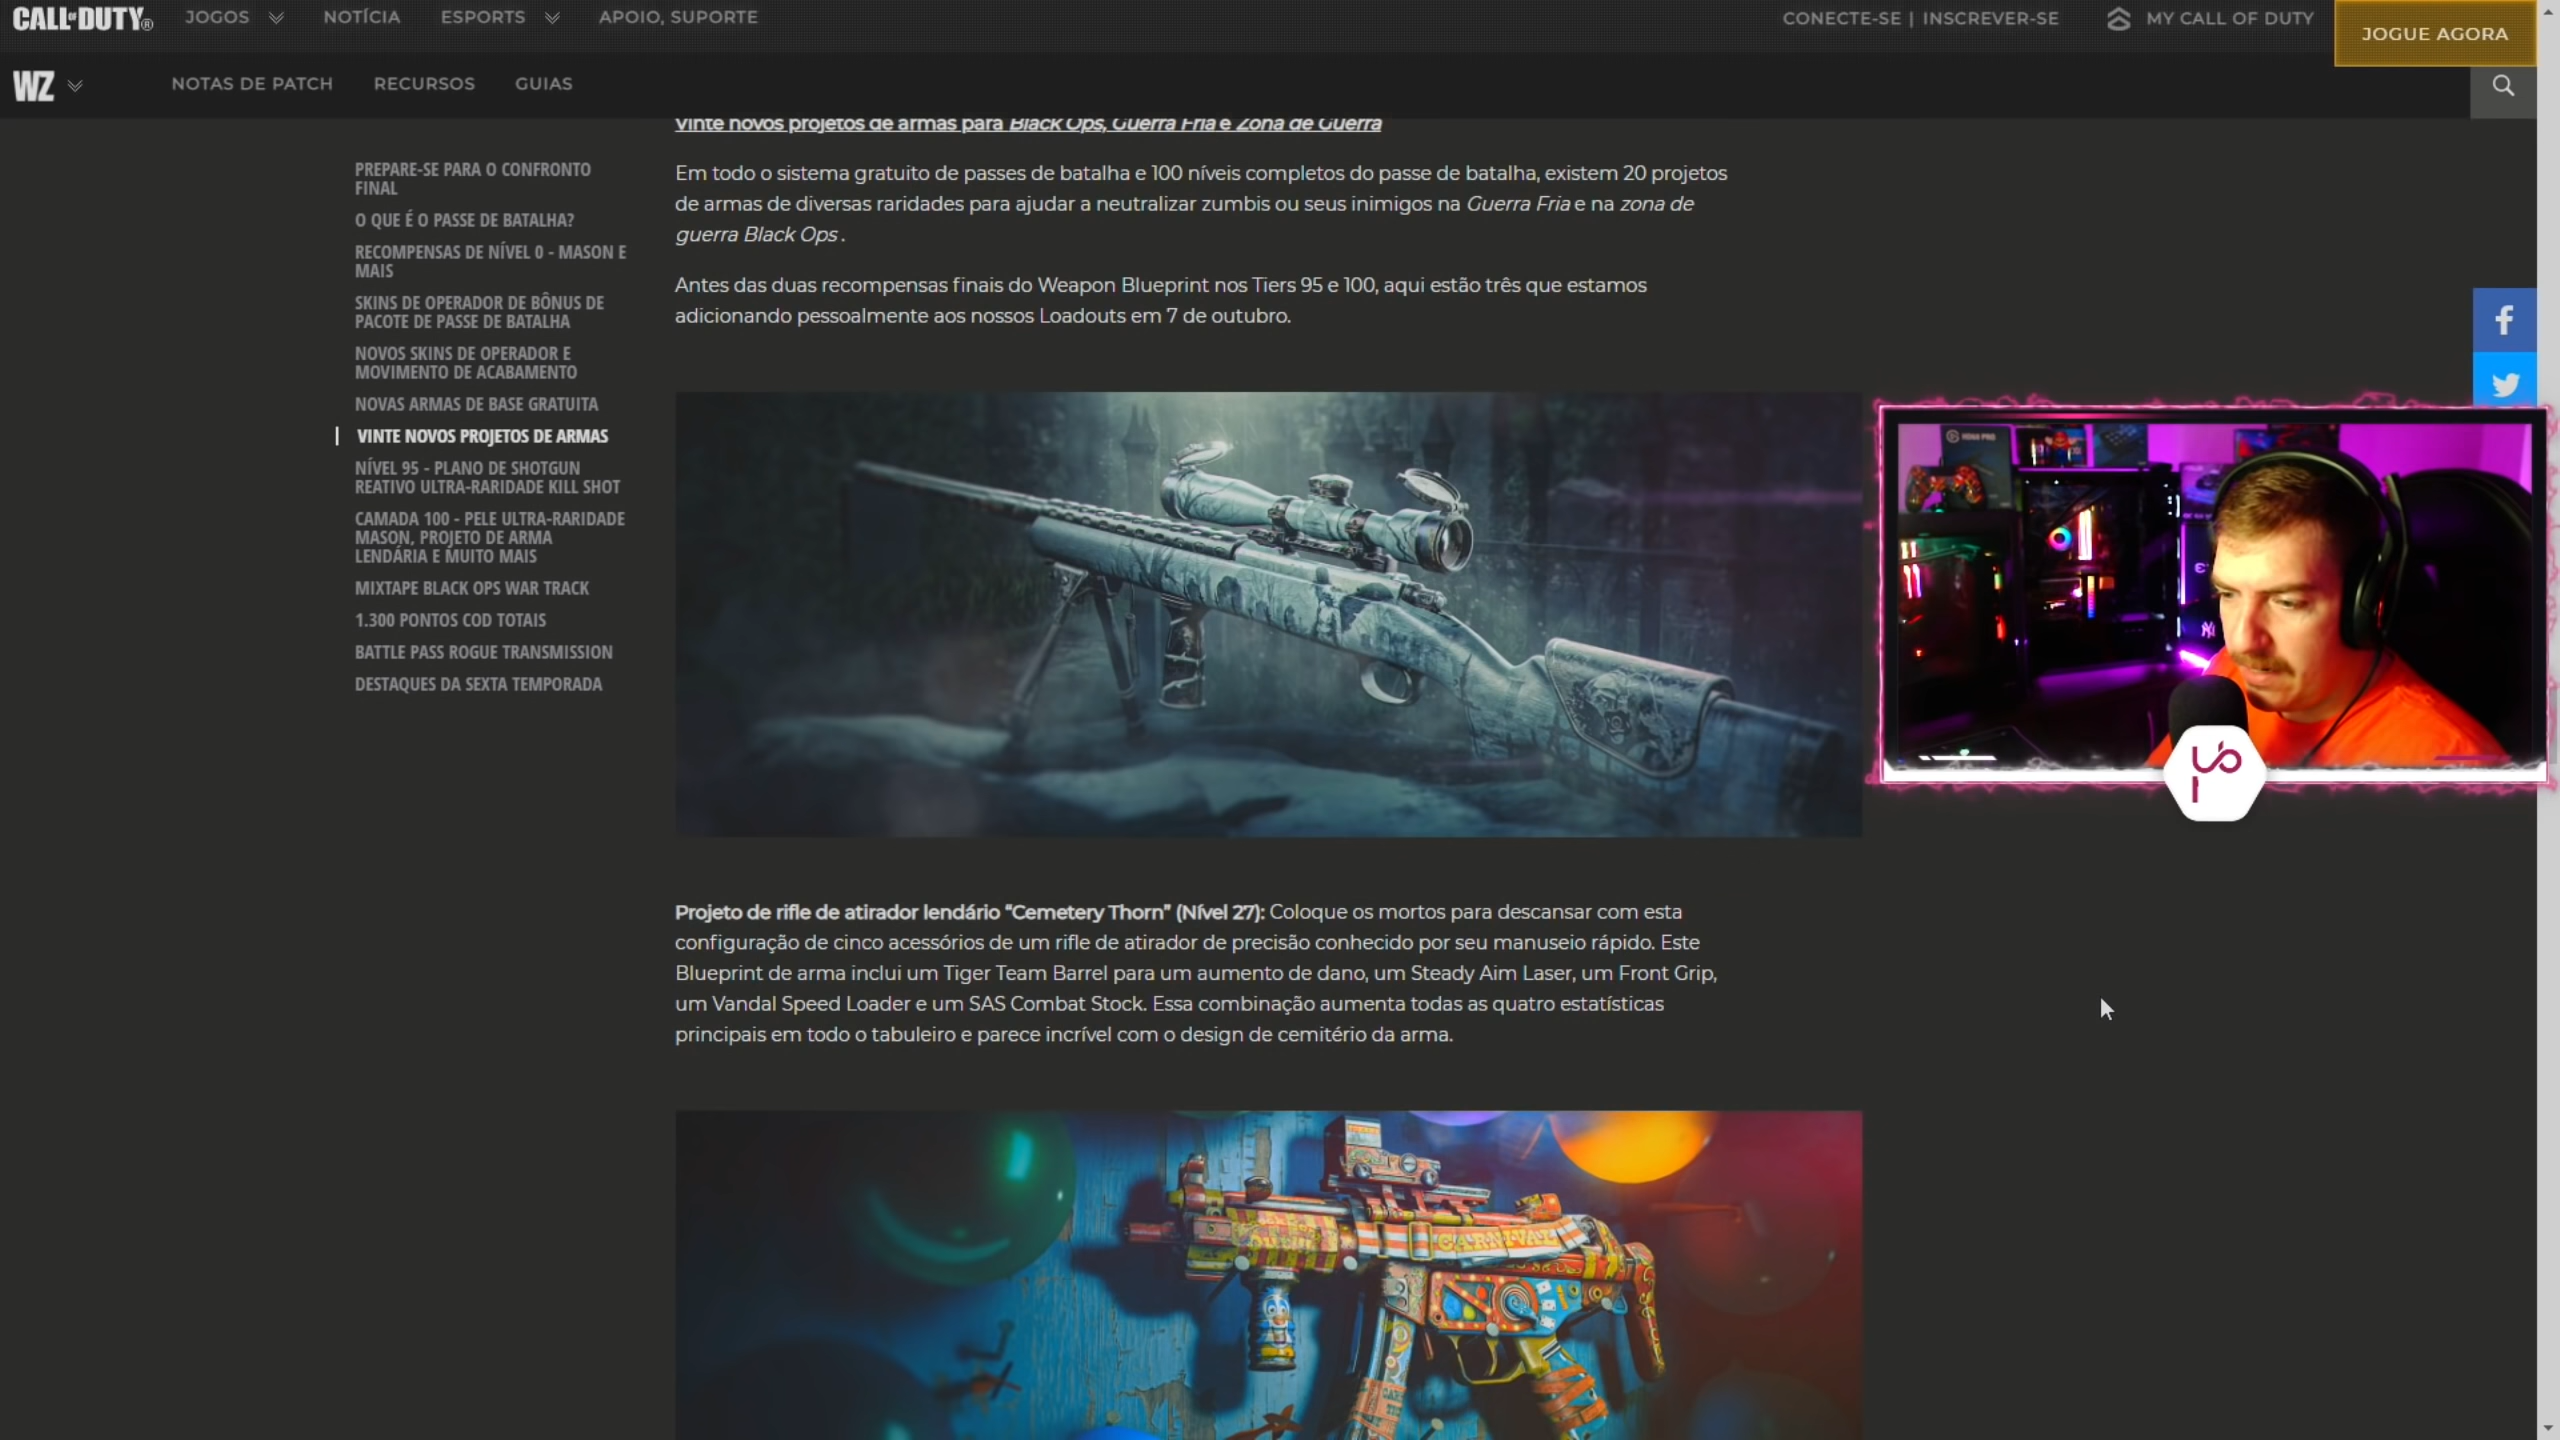 CALL OF DUTY®
JOGOS
NOTÍCIA
ESPORTS
APOIO, SUPORTE
CONECTE-SE | INSCREVER-SE
MY CALL OF DUTY
JOGUE AGORA
WZ
NOTAS DE PATCH
RECURSOS
GUIAS
Vinte novos projetos de armas para Black Ops, Guerra Fria e Zona de Guerra
PREPARE-SE PARA O CONFRONTO
FINAL
O QUE É O PASSE DE BATALHA?
RECOMPENSAS DE NÍVEL 0 - MASON E
MAIS
SKINS DE OPERADOR DE BÔNUS DE
PACOTE DE PASSE DE BATALHA
NOVOS SKINS DE OPERADOR E
MOVIMENTO DE ACABAMENTO
NOVAS ARMAS DE BASE GRATUITA
VINTE NOVOS PROJETOS DE ARMAS
NÍVEL 95 - PLANO DE SHOTGUN
REATIVO ULTRA-RARIDADE KILL SHOT
CAMADA 100 - PELE ULTRA-RARIDADE
MASON, PROJETO DE ARMA
LENDÁRIA E MUITO MAIS
MIXTAPE BLACK OPS WAR TRACK
1.300 PONTOS COD TOTAIS
BATTLE PASS ROGUE TRANSMISSION
DESTAQUES DA SEXTA TEMPORADA
Em todo o sistema gratuito de passes de batalha e 100 níveis completos do passe de batalha, existem 20 projetos
de armas de diversas raridades para ajudar a neutralizar zumbis ou seus inimigos na Guerra Fria e na zona de
guerra Black Ops .
Antes das duas recompensas finais do Weapon Blueprint nos Tiers 95 e 100, aqui estão três que estamos
adicionando pessoalmente aos nossos Loadouts em 7 de outubro.
Projeto de rifle de atirador lendário “Cemetery Thorn” (Nível 27): Coloque os mortos para descansar com esta
configuração de cinco acessórios de um rifle de atirador de precisão conhecido por seu manuseio rápido. Este
Blueprint de arma inclui um Tiger Team Barrel para um aumento de dano, um Steady Aim Laser, um Front Grip,
um Vandal Speed Loader e um SAS Combat Stock. Essa combinação aumenta todas as quatro estatísticas
principais em todo o tabuleiro e parece incrível com o design de cemitério da arma.
CARNIVAL